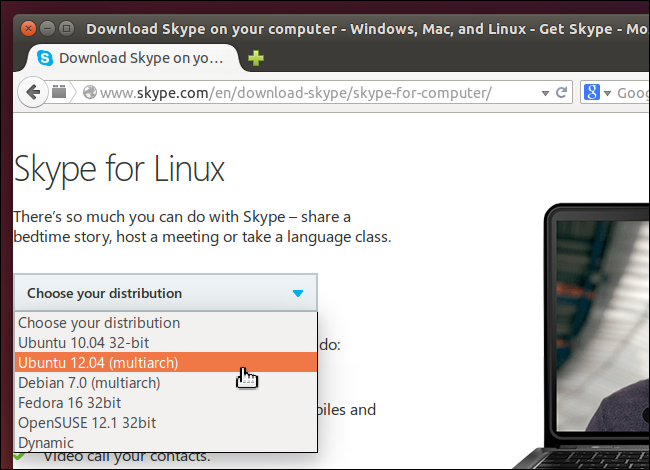 Download Skype on your computer - Windows, Mac, and Linux - Get Skype - Mo
Download Skype on yo...
www.skype.com/en/download-skype/skype-for-computer/
Goog
Skype for Linux
There's so much you can do with Skype – share a
bedtime story, host a meeting or take a language class.
Choose your distribution
Choose your distribution
Ubuntu 10.04 32-bit
do:
Ubuntu 12.04 (multiarch)
Debian 7.0 (multiarch)
Fedora 16 32bit
biles and
OpenSUSE 12.1 32bit
Dynamic
Video call your contacts.